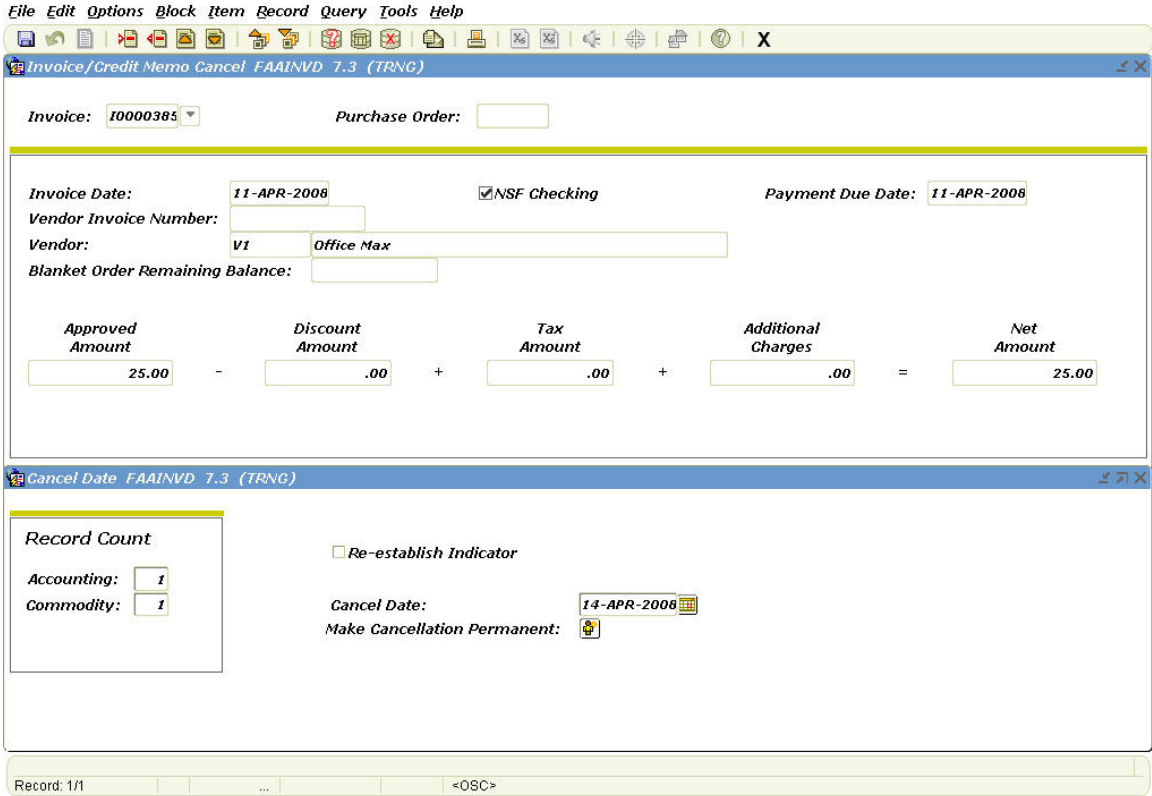 File Edit Options Block Item Record Query Tools Help
Invoice/Credit Memo Cancel FAAINVD 7.3 (TRNG)
Invoice: I0000385 Purchase Order:
Invoice Date: 11-APR-2008 NSF Checking Payment Due Date: 11-APR-2008
Vendor Invoice Number:
Vendor: V1 Office Max
Blanket Order Remaining Balance:
Approved Discount Tax Additional Net
Amount Amount Amount Charges Amount
25.00 - .00 + .00 + .00 = 25.00
Cancel Date FAAINVD 7.3 (TRNG)
Record Count
Re-establish Indicator
Accounting: 1
Commodity: 1 Cancel Date: 14-APR-2008
Make Cancellation Permanent:
Record: 1/1 ... <OSC>